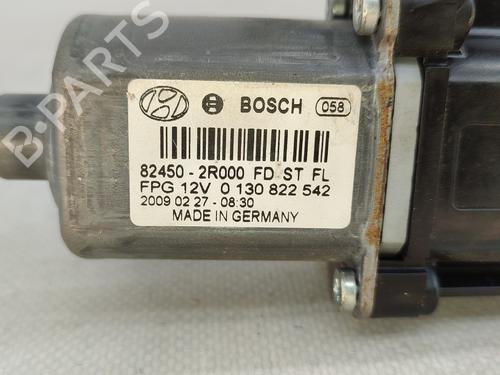 BOSCH 058
82450 - 2R000 FD ST FL
FPG 12V 0 130 822 542
2009 02 27 - 08:30
MADE IN GERMANY
B-PARTS